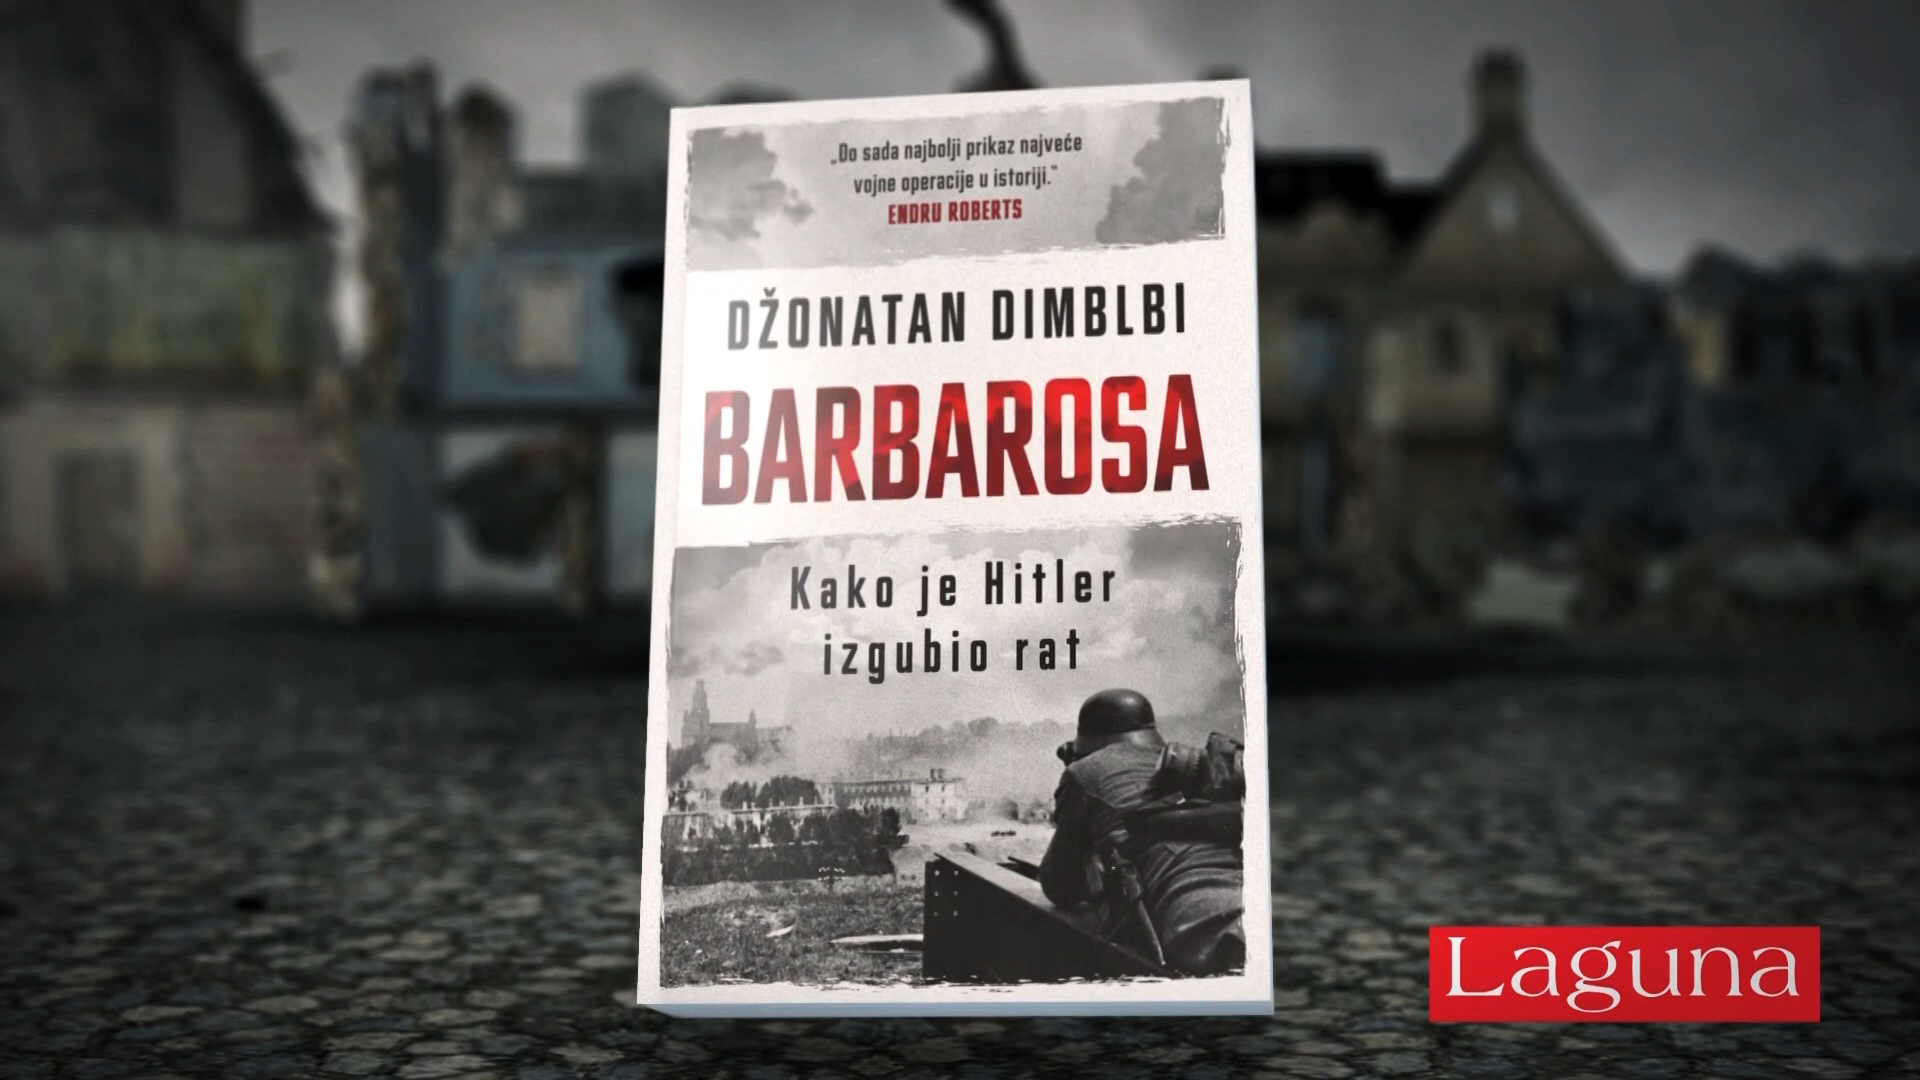 „Do sada najbolji prikaz najveće
vojne operacije u istoriji.“
ENDRU ROBERTS
DŽONATAN DIMBLBI
BARBAROSA
Kako je Hitler
izgubio rat
Laguna